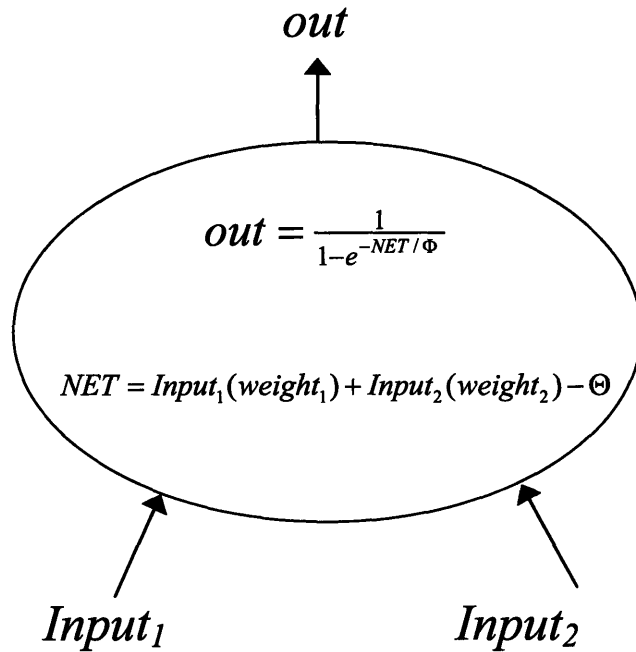 out
out = 1 / 1-e^{-NET/Φ}
NET = Input₁(weight₁) + Input₂(weight₂) - Θ
Input₁ Input₂